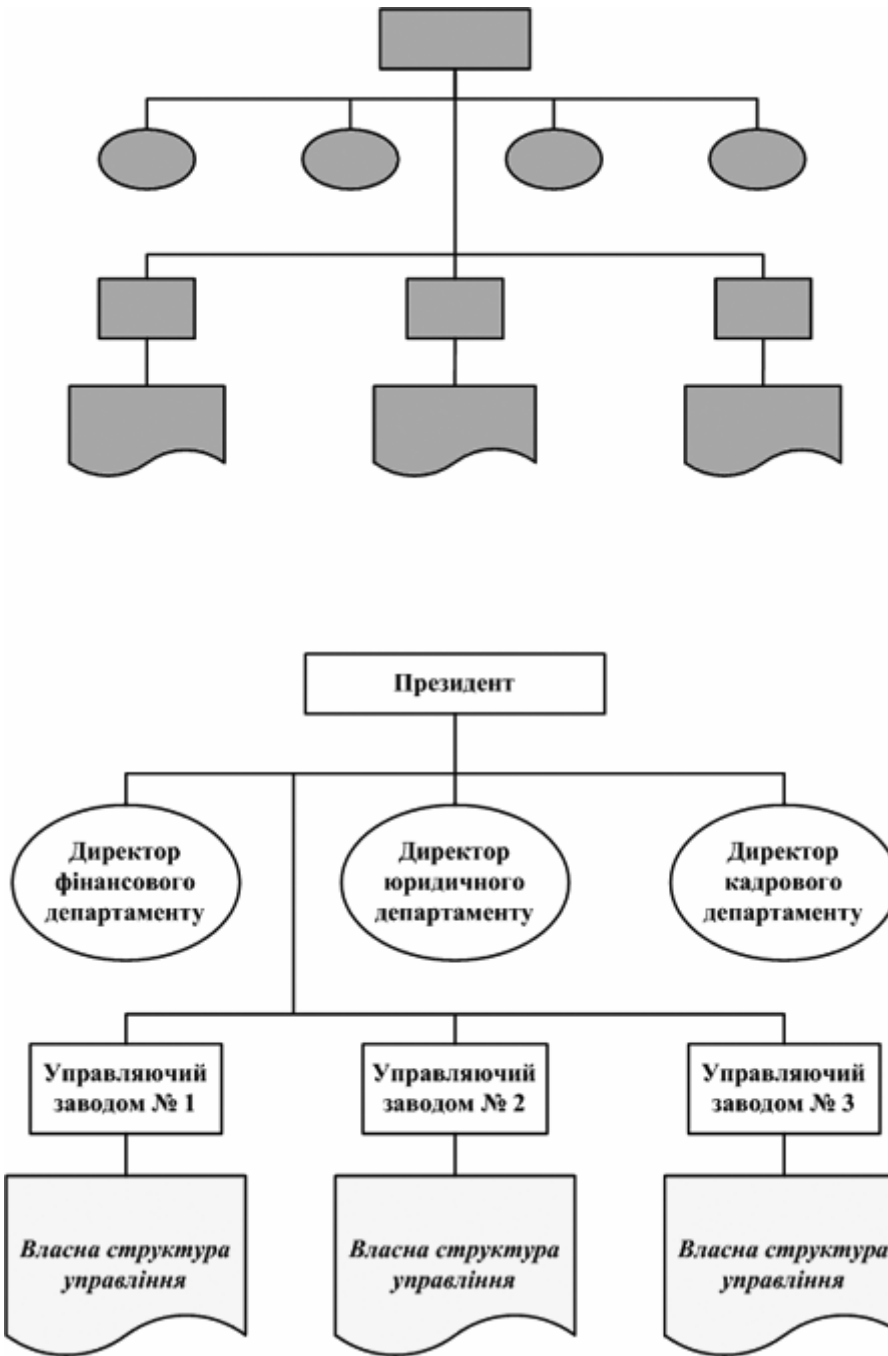 Президент
Директор
фінансового
департаменту
Директор
юридичного
департаменту
Директор
кадрового
департаменту
Управляючий
заводом № 1
Управляючий
заводом № 2
Управляючий
заводом № 3
Власна структура
управління
Власна структура
управління
Власна структура
управління